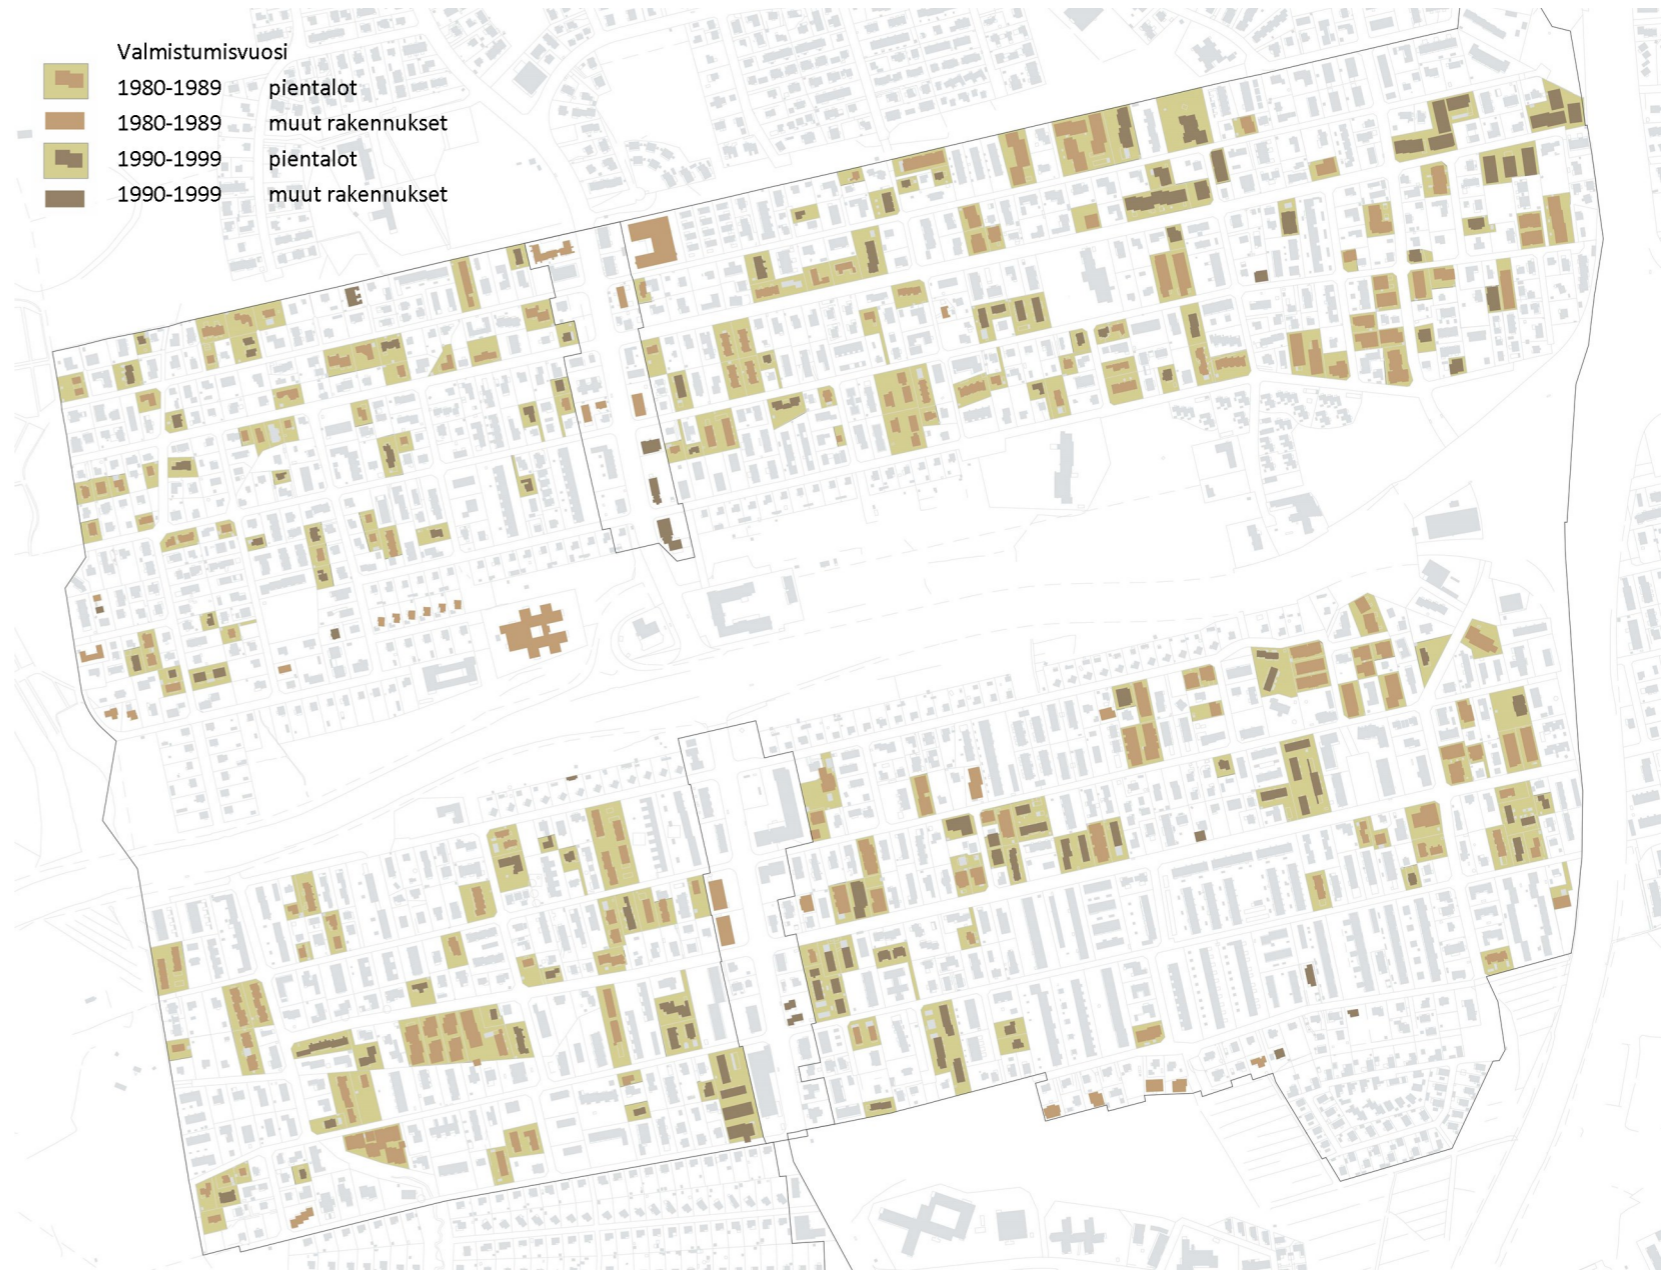 Valmistumisvuosi
1980-1989 pientalot
1980-1989 muut rakennukset
1990-1999 pientalot
1990-1999 muut rakennukset